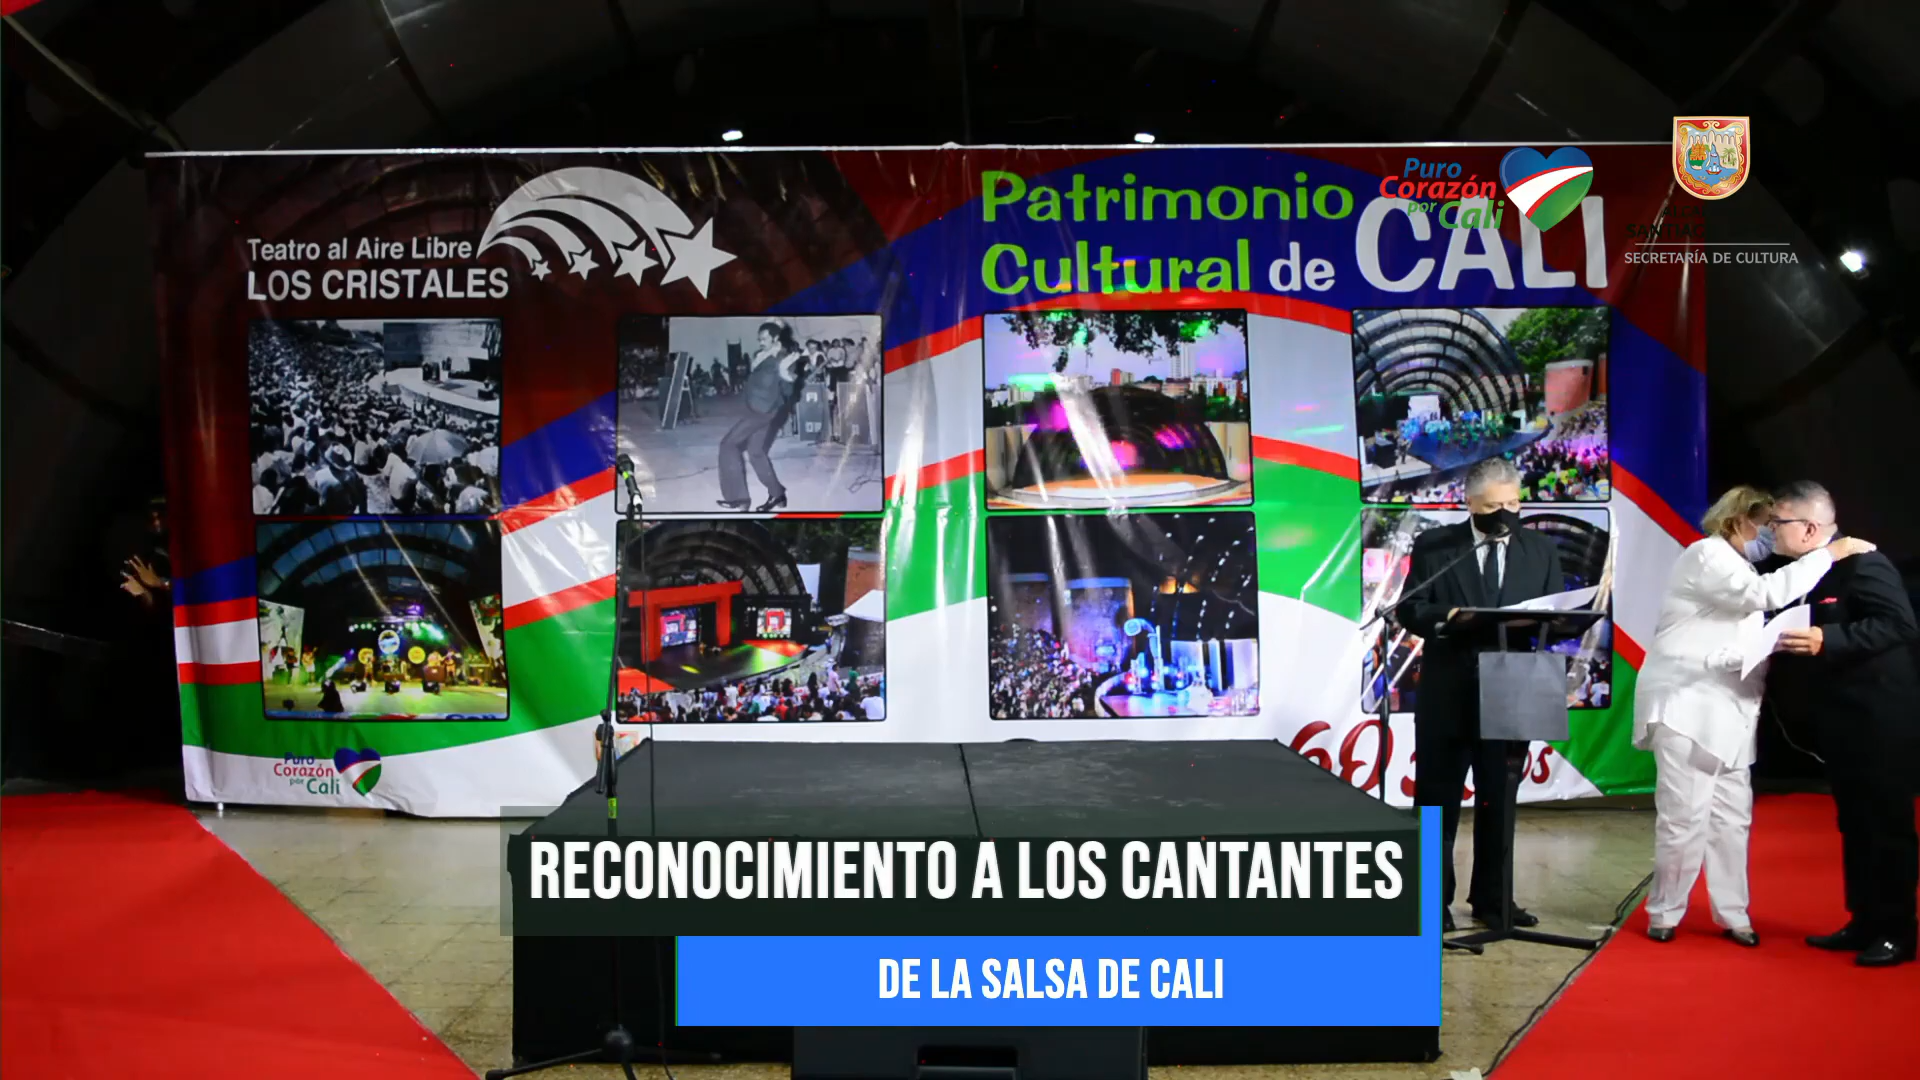 Teatro al Aire Libre
LOS CRISTALES
Patrimonio
Cultural de CALI
Puro
Corazón
por Cali
SECRETARÍA DE CULTURA
Puro
Corazón
por Cali
RECONOCIMIENTO A LOS CANTANTES
DE LA SALSA DE CALI